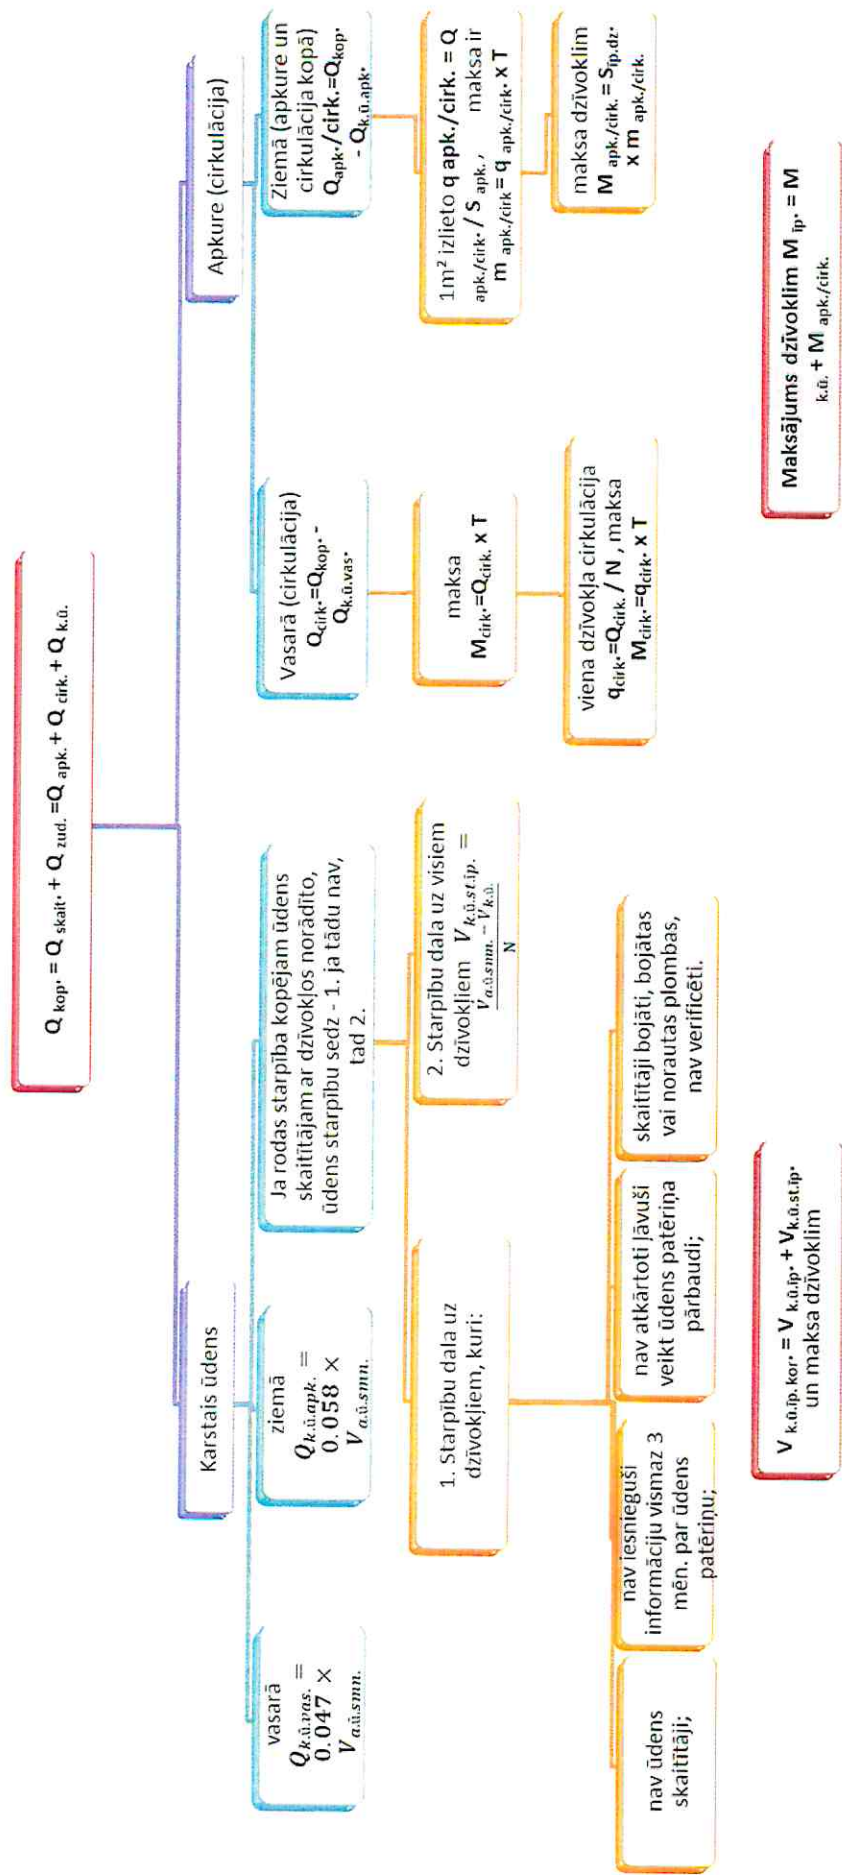 Q kop. = Q skait. + Q zud. =Q apk. + Q cirk. + Q k.ū.
Karstais ūdens
vasarā
Q k.ū.vas. =
0.047 ×
V a.ū.smn.
ziemā
Q k.ū.apk. =
0.058 ×
V a.ū.smn.
Ja rodas starpība kopējam ūdens
skaitītājam ar dzīvokļos norādīto,
ūdens starpību sedz - 1. ja tādu nav,
tad 2.
1. Starpību dala uz
dzīvokļiem, kuri:
nav ūdens
skaitītāji;
nav iesnieguši
informāciju vismaz 3
mēn. par ūdens
patēriņu;
nav atkārtoti ļāvuši
veikt ūdens patēriņa
pārbaudi;
skaitītāji bojāti, bojātas
vai norautas plombas,
nav verificēti.
2. Starpību dala uz visiem
dzīvokļiem V k.ū.st.īp. =
V a.ū.smn. − V k.ū.
N
V k.ū.īp.kor. = V k.ū.īp. + V k.ū.st.īp.
un maksa dzīvoklim
Apkure (cirkulācija)
Vasarā (cirkulācija)
Q cirk.=Q kop. -
Q k.ū.vas.
maksa
M cirk.=Q cirk. x T
viena dzīvokļa cirkulācija
q cirk.=Q cirk. / N , maksa
M cirk.=q cirk. x T
Ziemā (apkure un
cirkulācija kopā)
Q apk./cirk.=Q kop.
- Q k.ū.apk.
1m² izlieto q apk./cirk. = Q
apk./cirk. / S apk. , maksa ir
m apk./cirk = q apk./cirk. x T
maksa dzīvoklim
M apk./cirk. = S īp.dz.
x m apk./cirk.
Maksājums dzīvoklim M īp. = M
k.ū. + M apk./cirk.